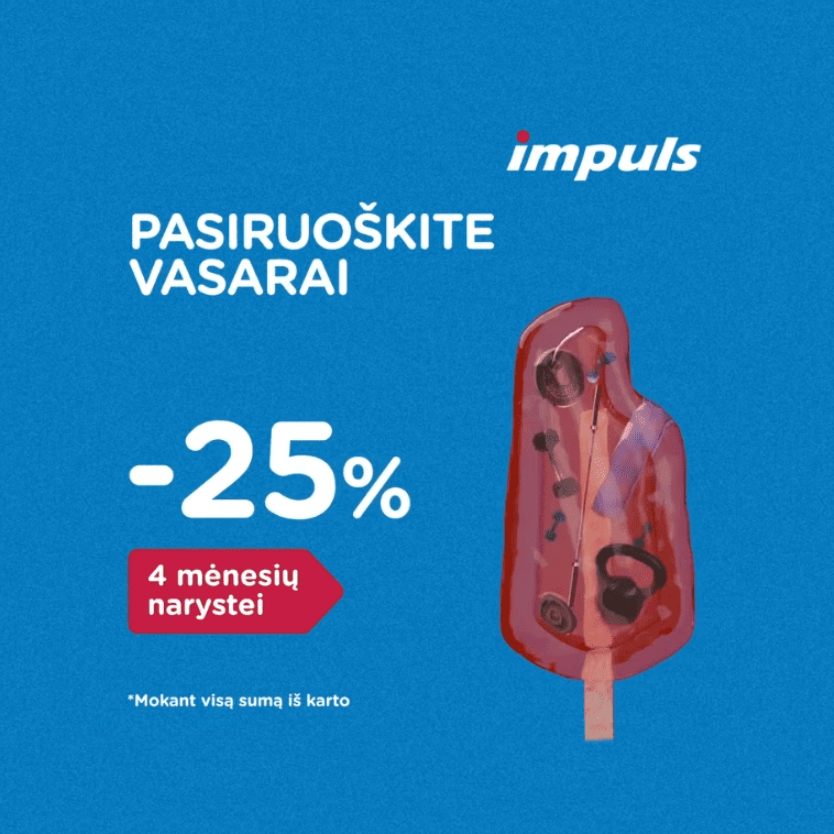 impuls
PASIRUOŠKITE
VASARAI
-25%
4 mėnesių
narystei
*Mokant visą sumą iš karto